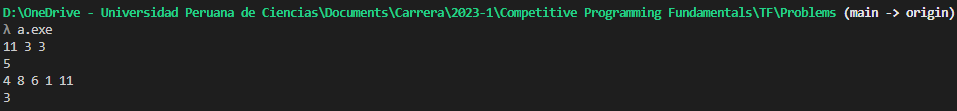 D:\OneDrive - Universidad Peruana de Ciencias\Documents\Carrera\2023-1\Competitive Programming Fundamentals\TF\Problems (main -> origin)
λ a.exe
11 3 3
5
4 8 6 1 11
3